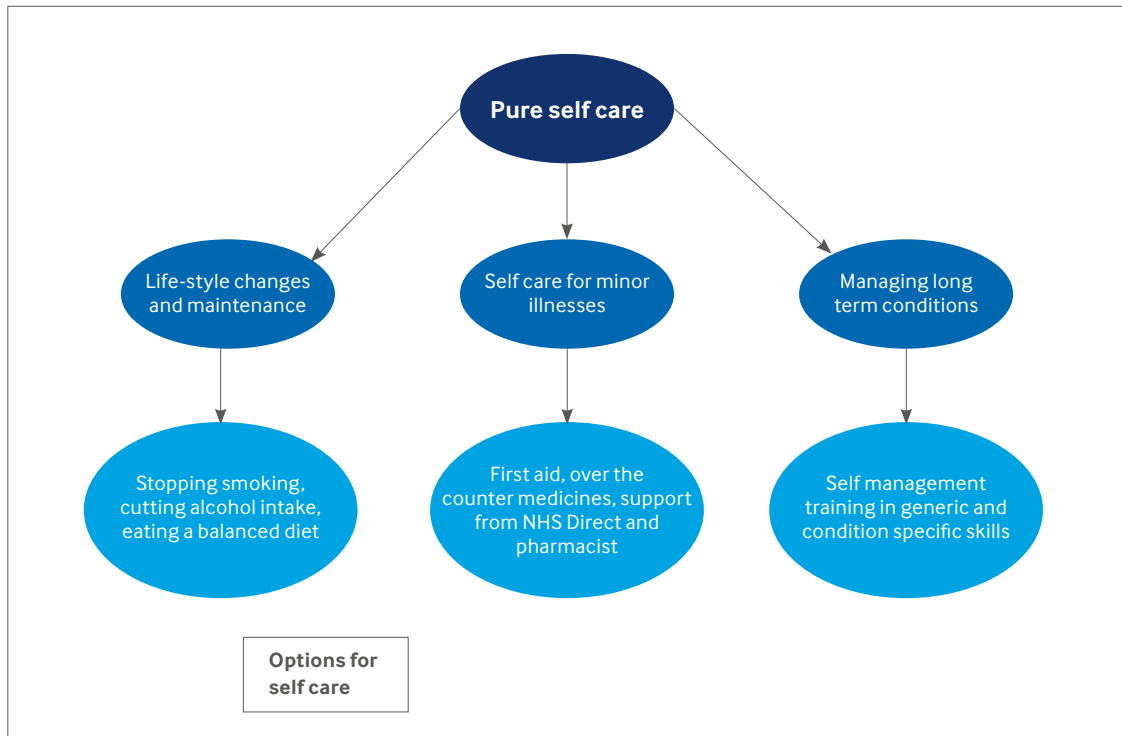 Pure self care
Life-style changes
and maintenance
Self care for minor
illnesses
Managing long
term conditions
Stopping smoking,
cutting alcohol intake,
eating a balanced diet
First aid, over the
counter medicines, support
from NHS Direct and
pharmacist
Self management
training in generic and
condition specific skills
Options for
self care